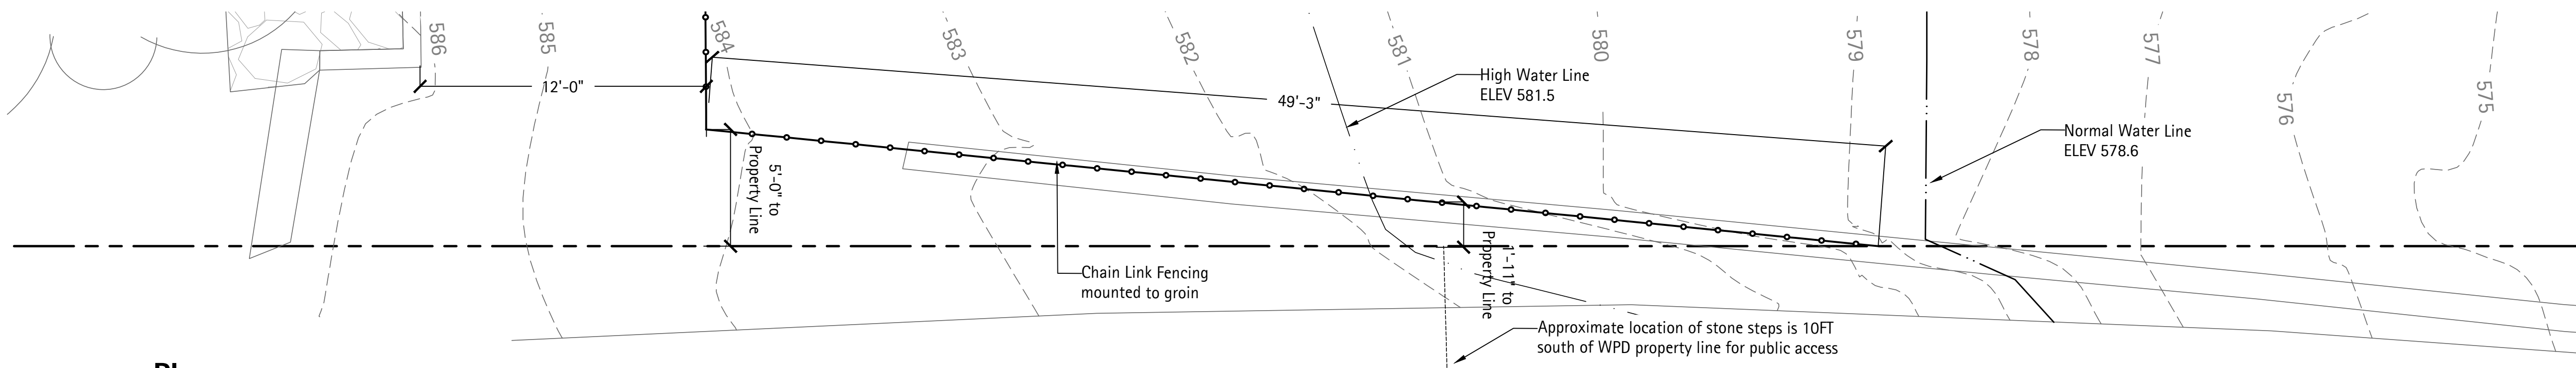 586
585
584
583
582
581
580
579
578
577
576
575
12'-0"
49'-3"
High Water Line
ELEV 581.5
Normal Water Line
ELEV 578.6
5'-0" to
Property Line
1'-11" to
Property Line
Chain Link Fencing
mounted to groin
Approximate location of stone steps is 10FT
south of WPD property line for public access